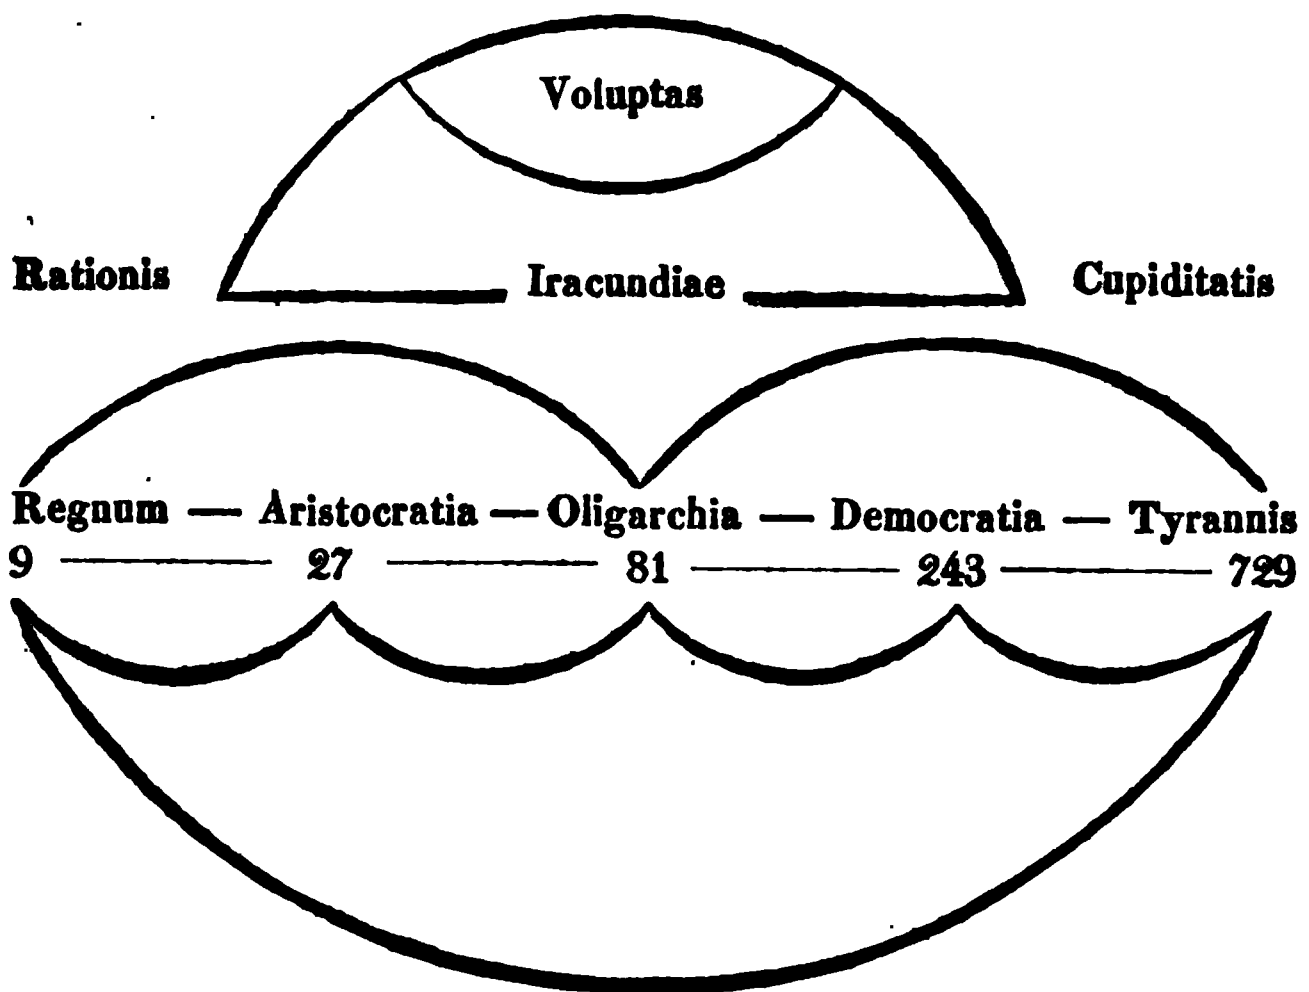 Voluptas
Rationis Iracundiae Cupiditatis
Regnum — Aristocratia — Oligarchia — Democratia — Tyrannis
9 — 27 — 81 — 243 — 729